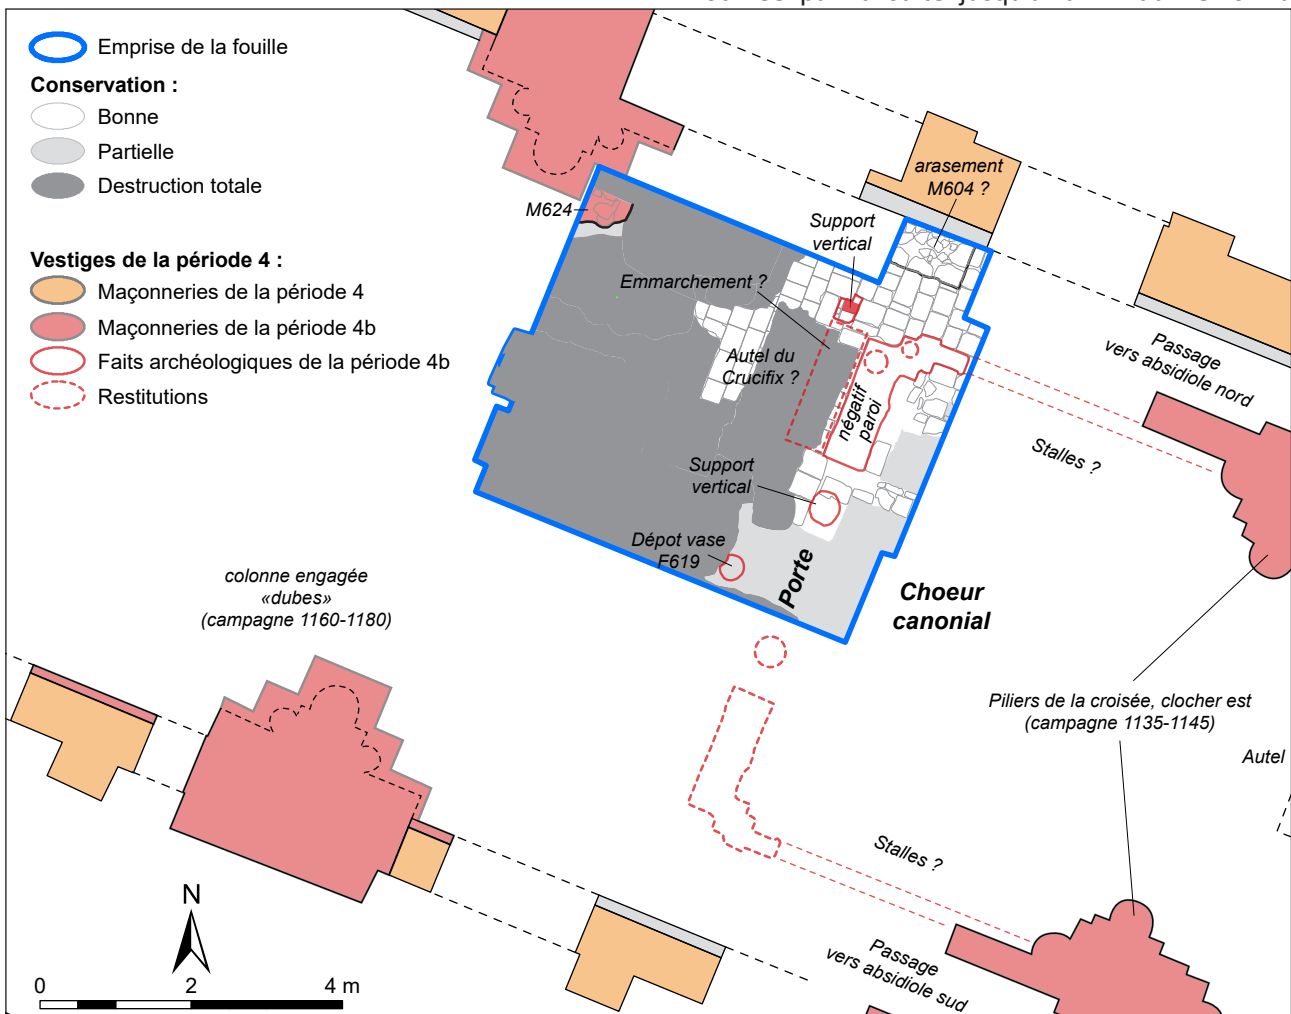 Emprise de la fouille
Conservation :
Bonne
Partielle
Destruction totale
Vestiges de la période 4 :
Maçonneries de la période 4
Maçonneries de la période 4b
Faits archéologiques de la période 4b
Restitutions
M624
arasement
M604 ?
Support
vertical
Emmarchement ?
Autel du
Crucifix ?
négatif
paroi
Passage
vers absidiole nord
Stalles ?
Support
vertical
Dépot vase
F619
Porte
Choeur
canonial
colonne engagée
«dubes»
(campagne 1160-1180)
Piliers de la croisée, clocher est
(campagne 1135-1145)
Autel
Stalles ?
Passage
vers absidiole sud
N
0 2 4 m